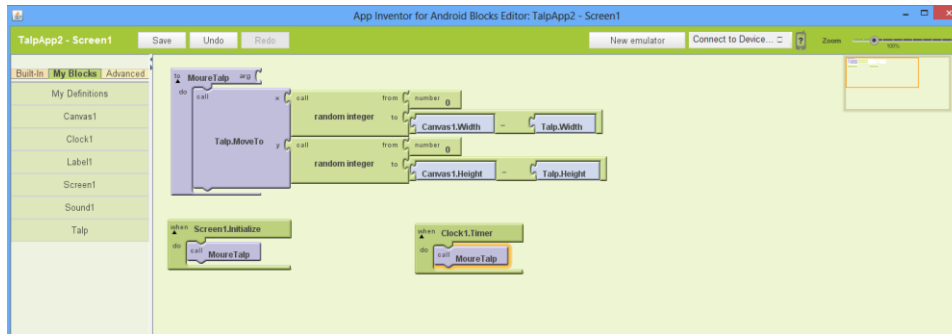 App Inventor for Android Blocks Editor: TalpApp2 - Screen1
TalpApp2 - Screen1 Save Undo Redo New emulator Connect to Device... ? Zoom 100%
Built-In My Blocks Advanced
My Definitions
Canvas1
Clock1
Label1
Screen1
Sound1
Talp
to MoureTalp arg
do call x call from number 0
random integer to Canvas1.Width - Talp.Width
Talp.MoveTo y call from number 0
random integer to Canvas1.Height - Talp.Height
when Screen1.Initialize
do call MoureTalp
when Clock1.Timer
do call MoureTalp